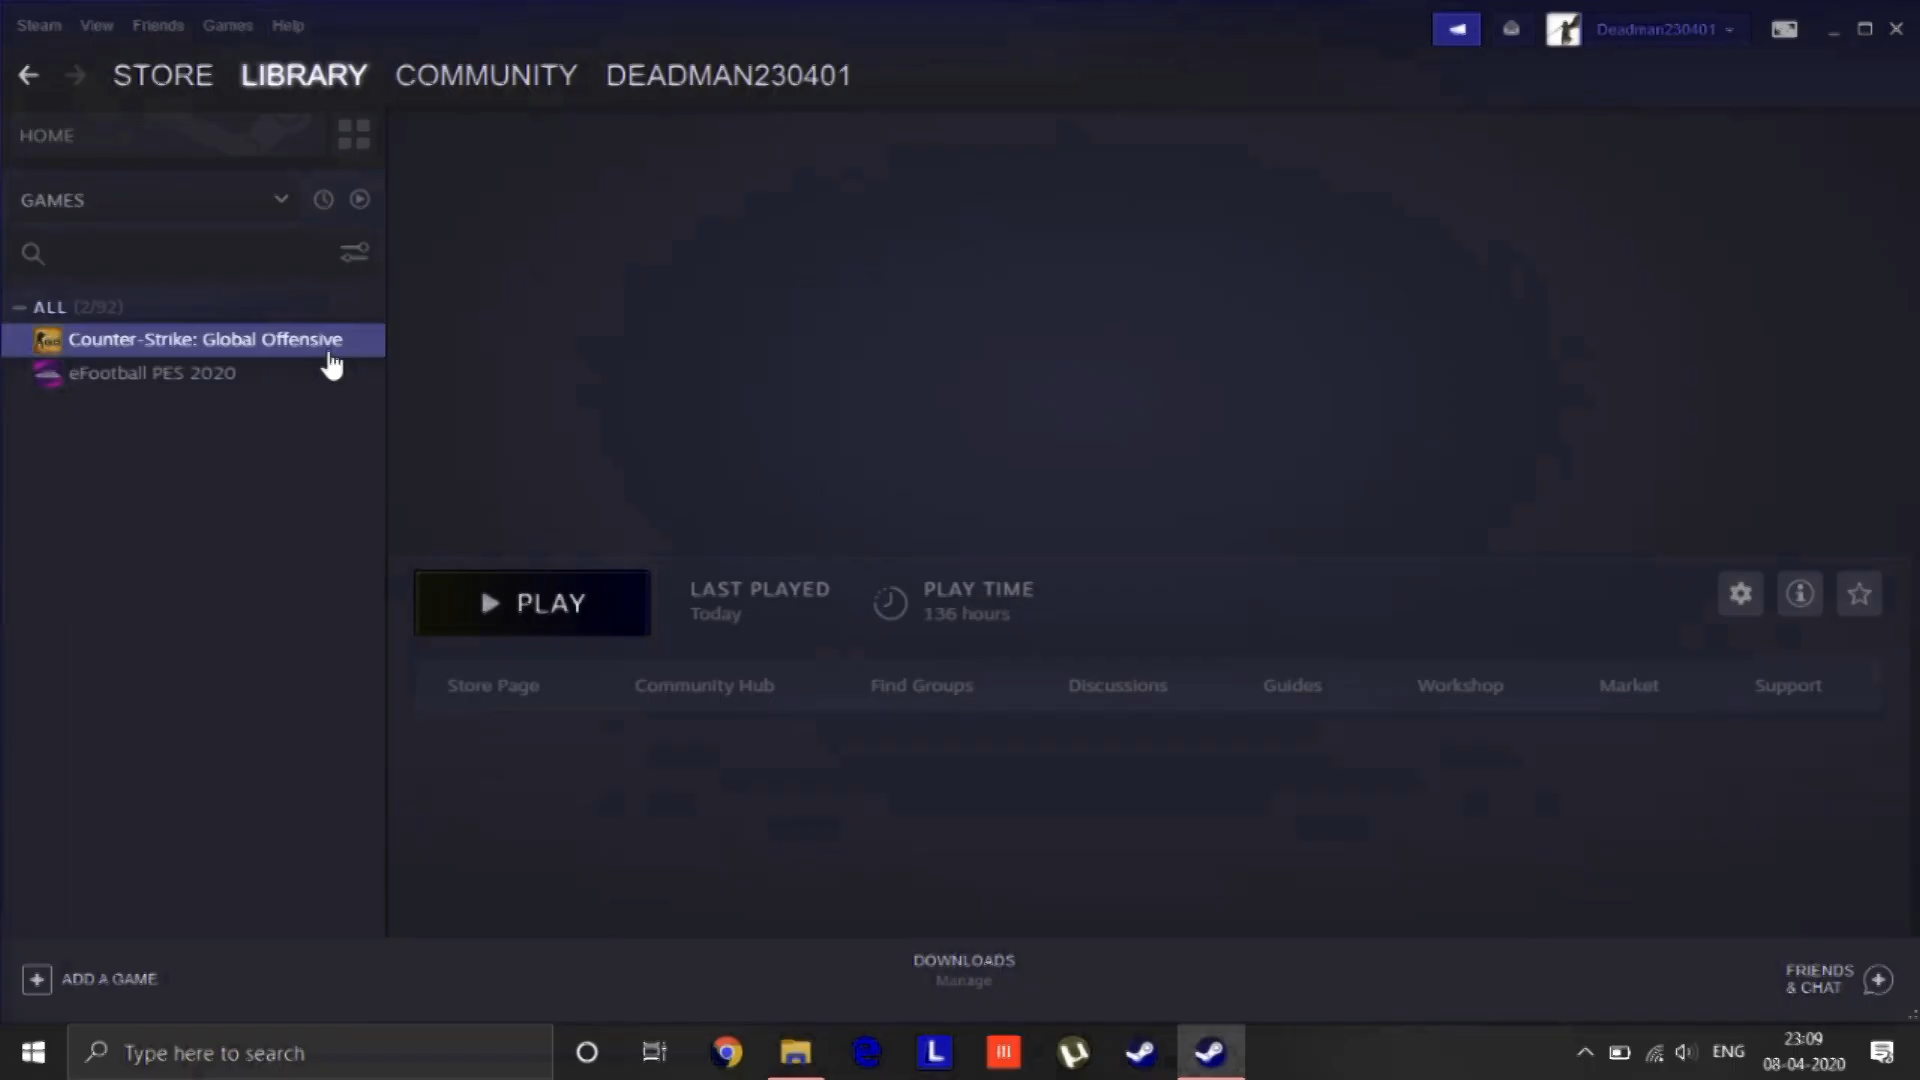 Steam View Friends Games Help
Deadman230401
STORE LIBRARY COMMUNITY DEADMAN230401
HOME
GAMES
ALL (2/92)
Counter-Strike: Global Offensive
eFootball PES 2020
PLAY
LAST PLAYED
Today
PLAY TIME
136 hours
Store Page Community Hub Find Groups Discussions Guides Workshop Market Support
ADD A GAME
DOWNLOADS
Manage
FRIENDS
& CHAT
Type here to search
ENG
23:09
08-04-2020